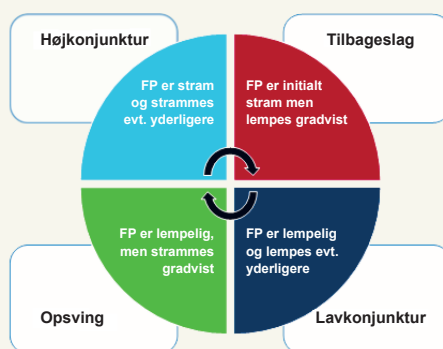 Højkonjunktur
Tilbageslag
FP er stram
og strammes
evt. yderligere
FP er initialt
stram men
lempes gradvist
FP er lempelig,
men strammes
gradvist
FP er lempelig
og lempes evt.
yderligere
Opsving
Lavkonjunktur